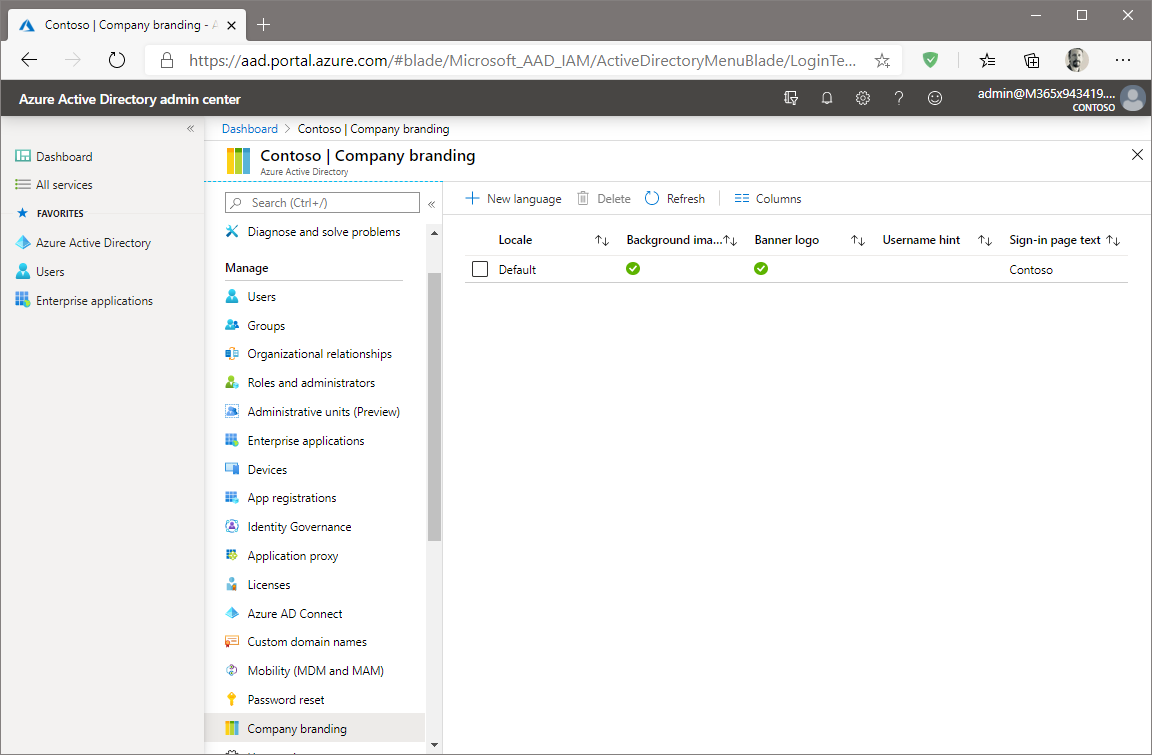 Contoso | Company branding - A
https://aad.portal.azure.com/#blade/Microsoft_AAD_IAM/ActiveDirectoryMenuBlade/LoginTe...
Azure Active Directory admin center
admin@M365x943419....
CONTOSO
Dashboard
All services
FAVORITES
Azure Active Directory
Users
Enterprise applications
Dashboard > Contoso | Company branding
Contoso | Company branding
Azure Active Directory
Search (Ctrl+/)
Diagnose and solve problems
Manage
Users
Groups
Organizational relationships
Roles and administrators
Administrative units (Preview)
Enterprise applications
Devices
App registrations
Identity Governance
Application proxy
Licenses
Azure AD Connect
Custom domain names
Mobility (MDM and MAM)
Password reset
Company branding
New language Delete Refresh Columns
Locale Background ima... Banner logo Username hint Sign-in page text
Default Contoso